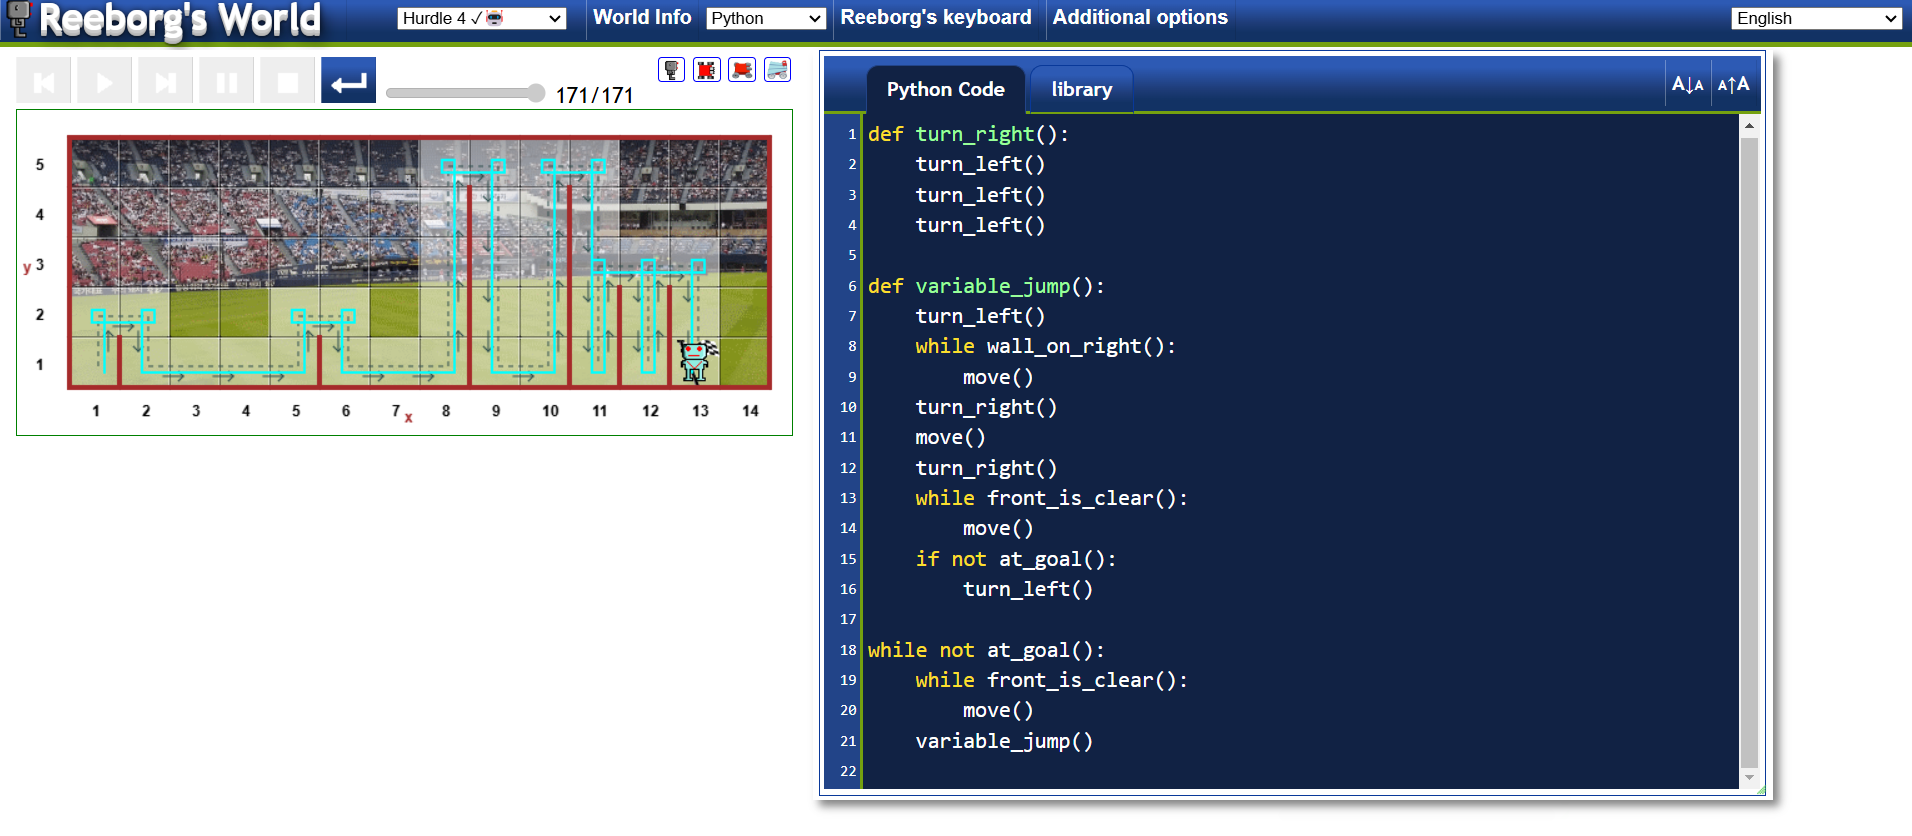 Reeborg's World
Hurdle 4 ✓🤖
World Info
Python
Reeborg's keyboard
Additional options
English
171/171
Python Code
library
A↓A
A↑A
5
4
y 3
2
1
1 2 3 4 5 6 7 x 8 9 10 11 12 13 14
1 def turn_right():
2     turn_left()
3     turn_left()
4     turn_left()
5
6 def variable_jump():
7     turn_left()
8     while wall_on_right():
9         move()
10     turn_right()
11     move()
12     turn_right()
13     while front_is_clear():
14         move()
15     if not at_goal():
16         turn_left()
17
18 while not at_goal():
19     while front_is_clear():
20         move()
21     variable_jump()
22